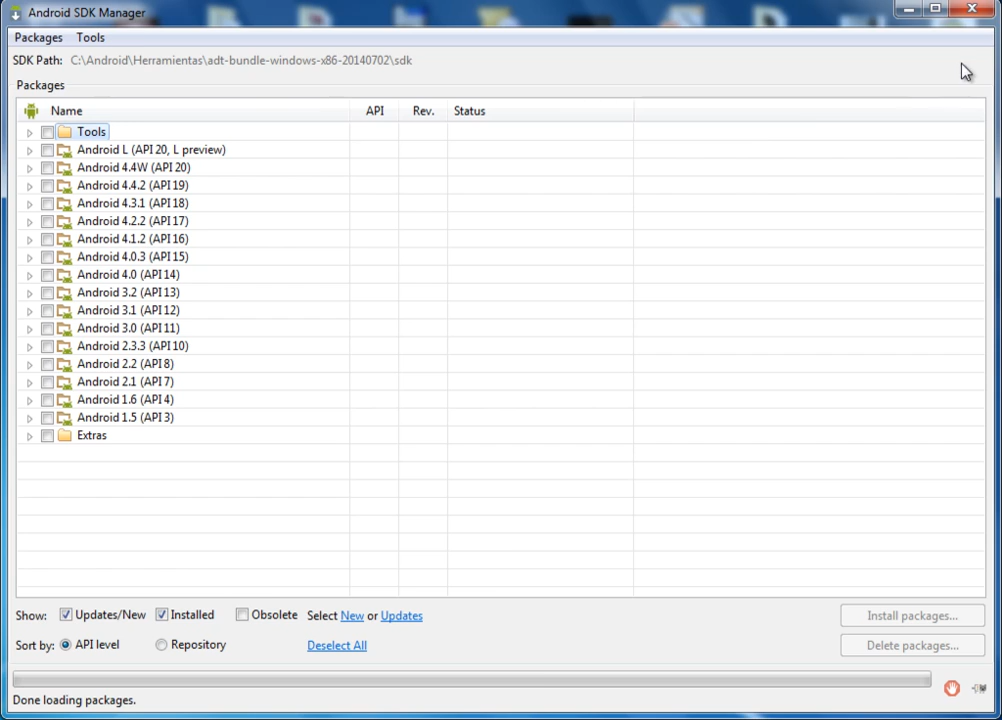 Android SDK Manager
Packages Tools
SDK Path: C:\Android\Herramientas\adt-bundle-windows-x86-20140702\sdk
Packages
Name API Rev. Status
Tools
Android L (API 20, L preview)
Android 4.4W (API 20)
Android 4.4.2 (API 19)
Android 4.3.1 (API 18)
Android 4.2.2 (API 17)
Android 4.1.2 (API 16)
Android 4.0.3 (API 15)
Android 4.0 (API 14)
Android 3.2 (API 13)
Android 3.1 (API 12)
Android 3.0 (API 11)
Android 2.3.3 (API 10)
Android 2.2 (API 8)
Android 2.1 (API 7)
Android 1.6 (API 4)
Android 1.5 (API 3)
Extras
Show: Updates/New Installed Obsolete Select New or Updates Install packages...
Sort by: API level Repository Deselect All Delete packages...
Done loading packages.